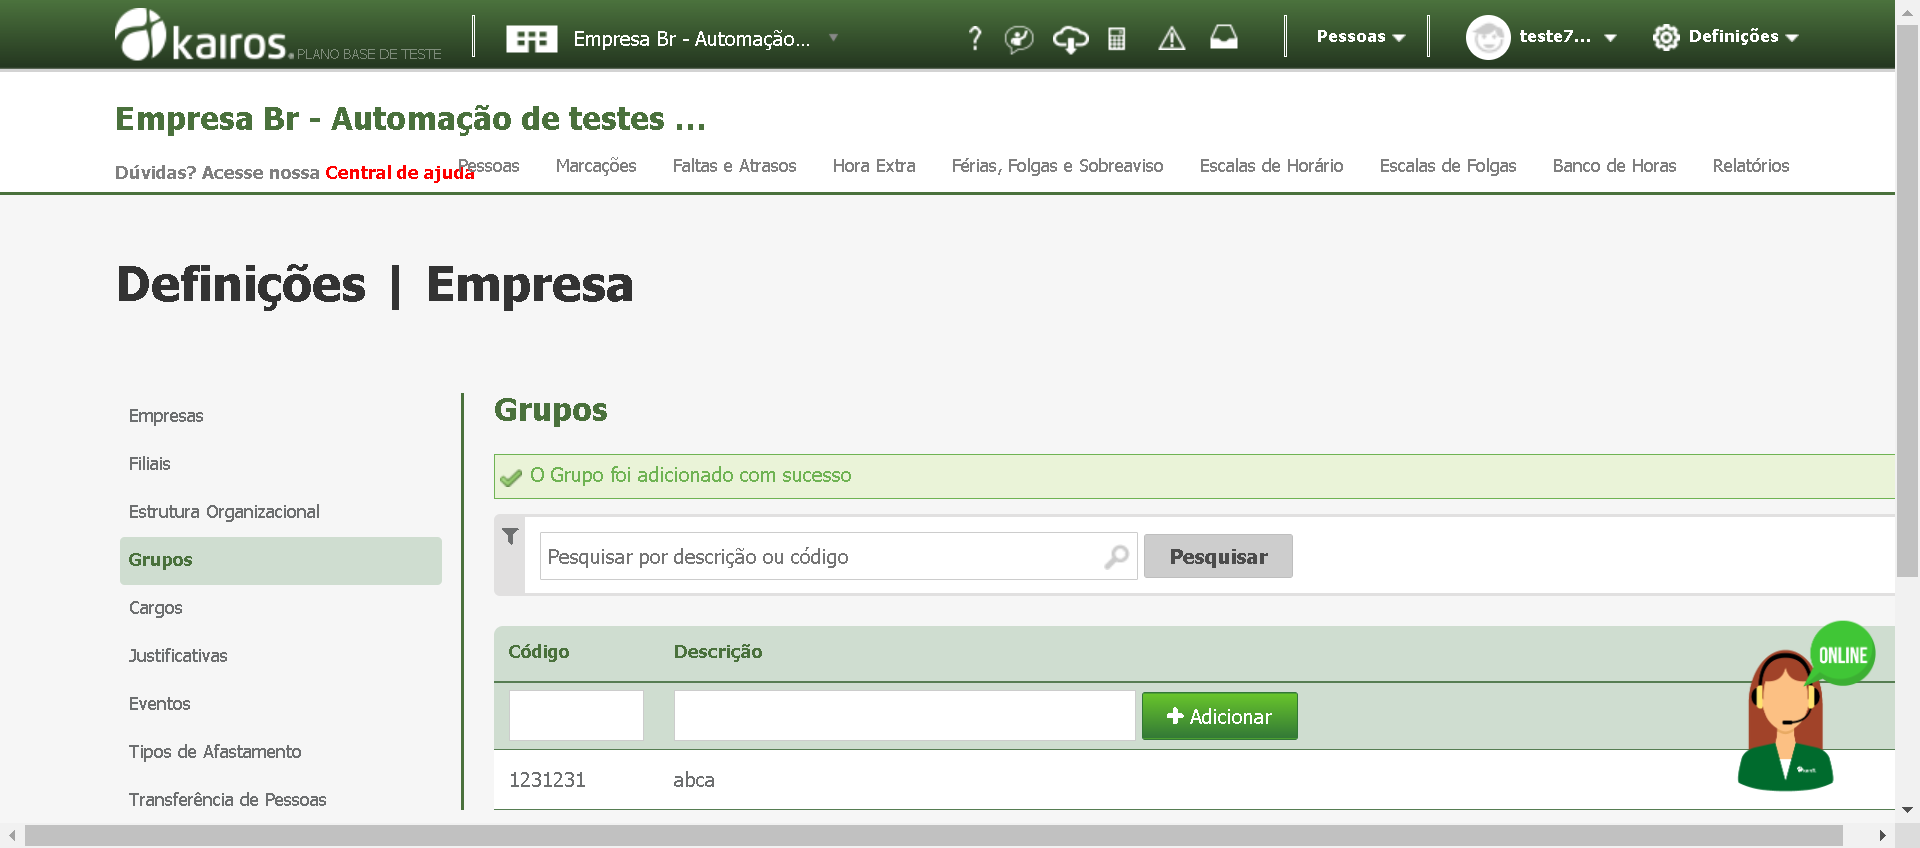 kairos.
PLANO BASE DE TESTE
Empresa Br - Automação...
?
Pessoas
teste7...
Definições
Empresa Br - Automação de testes ...
Dúvidas? Acesse nossa Central de ajuda
Pessoas
Marcações
Faltas e Atrasos
Hora Extra
Férias, Folgas e Sobreaviso
Escalas de Horário
Escalas de Folgas
Banco de Horas
Relatórios
Definições | Empresa
Empresas
Filiais
Estrutura Organizacional
Grupos
Cargos
Justificativas
Eventos
Tipos de Afastamento
Transferência de Pessoas
Grupos
O Grupo foi adicionado com sucesso
Pesquisar por descrição ou código
Pesquisar
Código Descrição
Adicionar
1231231 abca
ONLINE